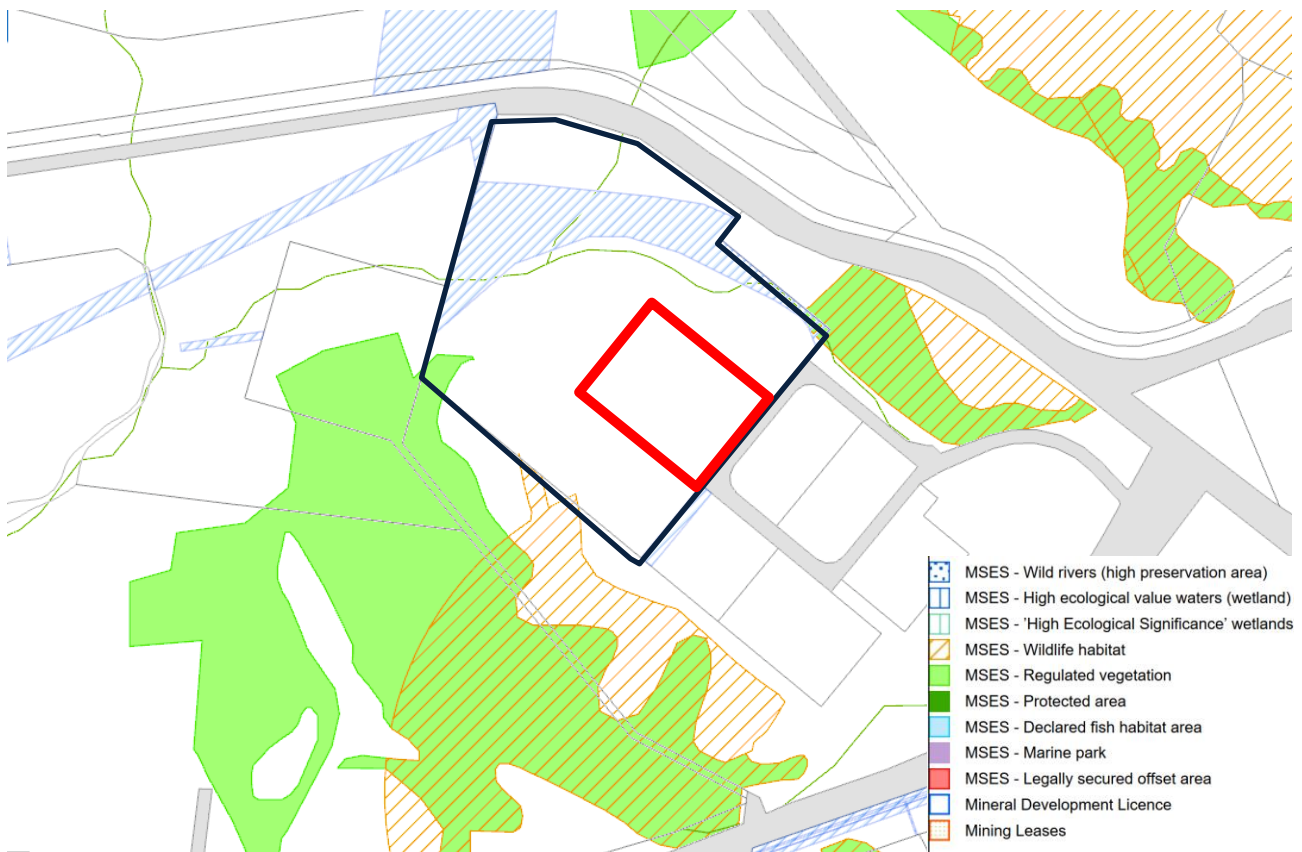 MSES - Wild rivers (high preservation area)
MSES - High ecological value waters (wetland)
MSES - 'High Ecological Significance' wetlands
MSES - Wildlife habitat
MSES - Regulated vegetation
MSES - Protected area
MSES - Declared fish habitat area
MSES - Marine park
MSES - Legally secured offset area
Mineral Development Licence
Mining Leases